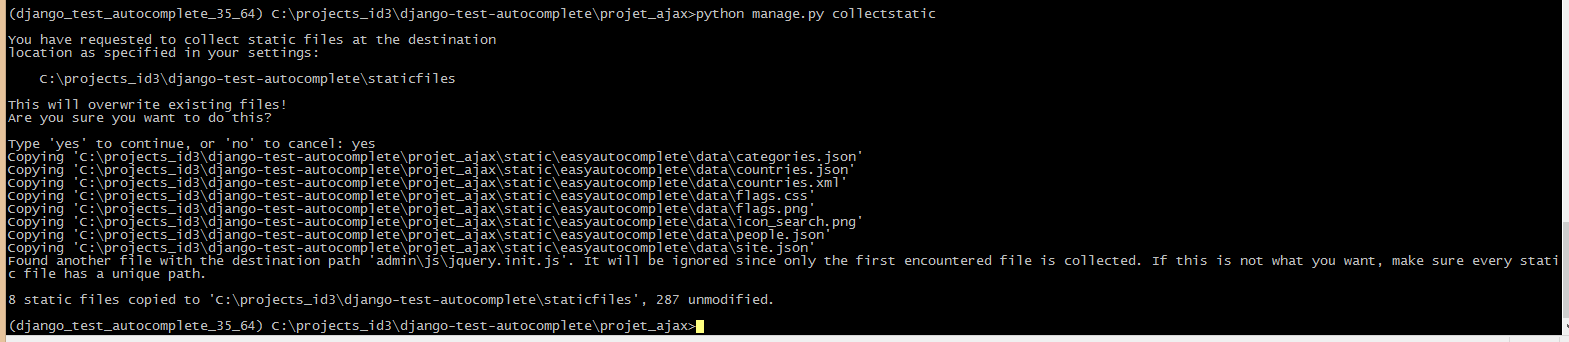 (django_test_autocomplete_35_64) C:\projects_id3\django-test-autocomplete\projet_ajax>python manage.py collectstatic
You have requested to collect static files at the destination
location as specified in your settings:
C:\projects_id3\django-test-autocomplete\staticfiles
This will overwrite existing files!
Are you sure you want to do this?
Type 'yes' to continue, or 'no' to cancel: yes
Copying 'C:\projects_id3\django-test-autocomplete\projet_ajax\static\easyautocomplete\data\categories.json'
Copying 'C:\projects_id3\django-test-autocomplete\projet_ajax\static\easyautocomplete\data\countries.json'
Copying 'C:\projects_id3\django-test-autocomplete\projet_ajax\static\easyautocomplete\data\countries.xml'
Copying 'C:\projects_id3\django-test-autocomplete\projet_ajax\static\easyautocomplete\data\flags.css'
Copying 'C:\projects_id3\django-test-autocomplete\projet_ajax\static\easyautocomplete\data\flags.png'
Copying 'C:\projects_id3\django-test-autocomplete\projet_ajax\static\easyautocomplete\data\icon_search.png'
Copying 'C:\projects_id3\django-test-autocomplete\projet_ajax\static\easyautocomplete\data\people.json'
Copying 'C:\projects_id3\django-test-autocomplete\projet_ajax\static\easyautocomplete\data\site.json'
Found another file with the destination path 'admin\js\jquery.init.js'. It will be ignored since only the first encountered file is collected. If this is not what you want, make sure every stati
c file has a unique path.
8 static files copied to 'C:\projects_id3\django-test-autocomplete\staticfiles', 287 unmodified.
(django_test_autocomplete_35_64) C:\projects_id3\django-test-autocomplete\projet_ajax>